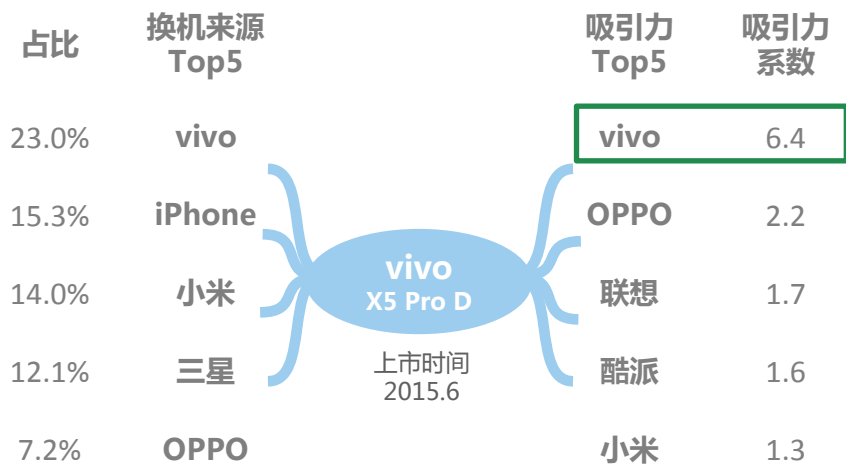 占比 换机来源 Top5 吸引力 Top5 吸引力 系数
23.0% vivo vivo 6.4
15.3% iPhone OPPO 2.2
vivo
X5 Pro D
14.0% 小米 联想 1.7
上市时间
2015.6
12.1% 三星 酷派 1.6
7.2% OPPO 小米 1.3